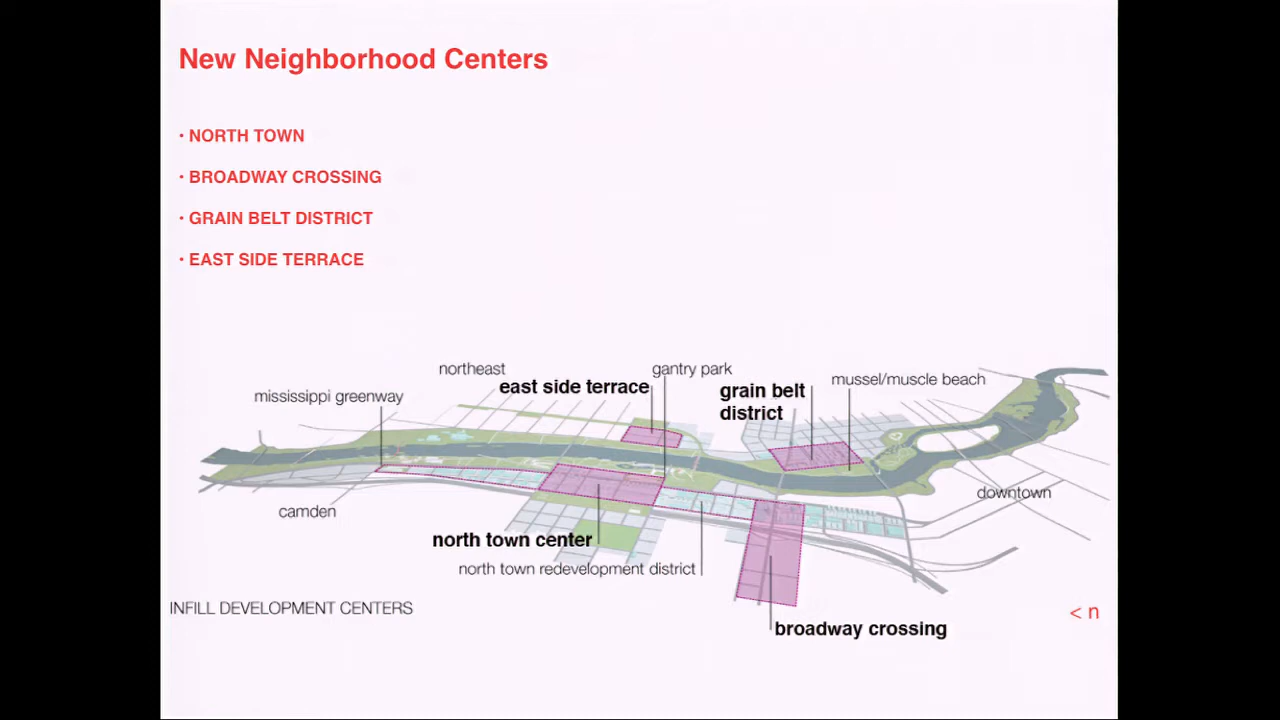 New Neighborhood Centers
• NORTH TOWN
• BROADWAY CROSSING
• GRAIN BELT DISTRICT
• EAST SIDE TERRACE
northeast
gantry park
mississippi greenway
east side terrace
grain belt
district
mussel/muscle beach
camden
downtown
north town center
north town redevelopment district
INFILL DEVELOPMENT CENTERS
< n
broadway crossing